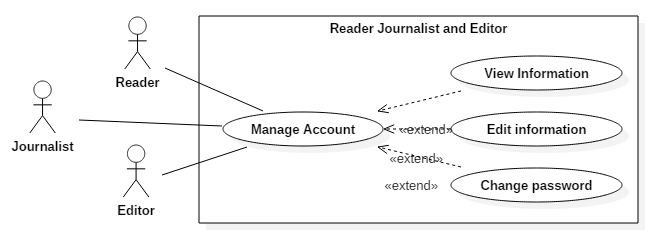 Reader Journalist and Editor
Reader
View Information
Journalist
Manage Account
«extend»
Edit information
«extend»
Editor
«extend»
Change password